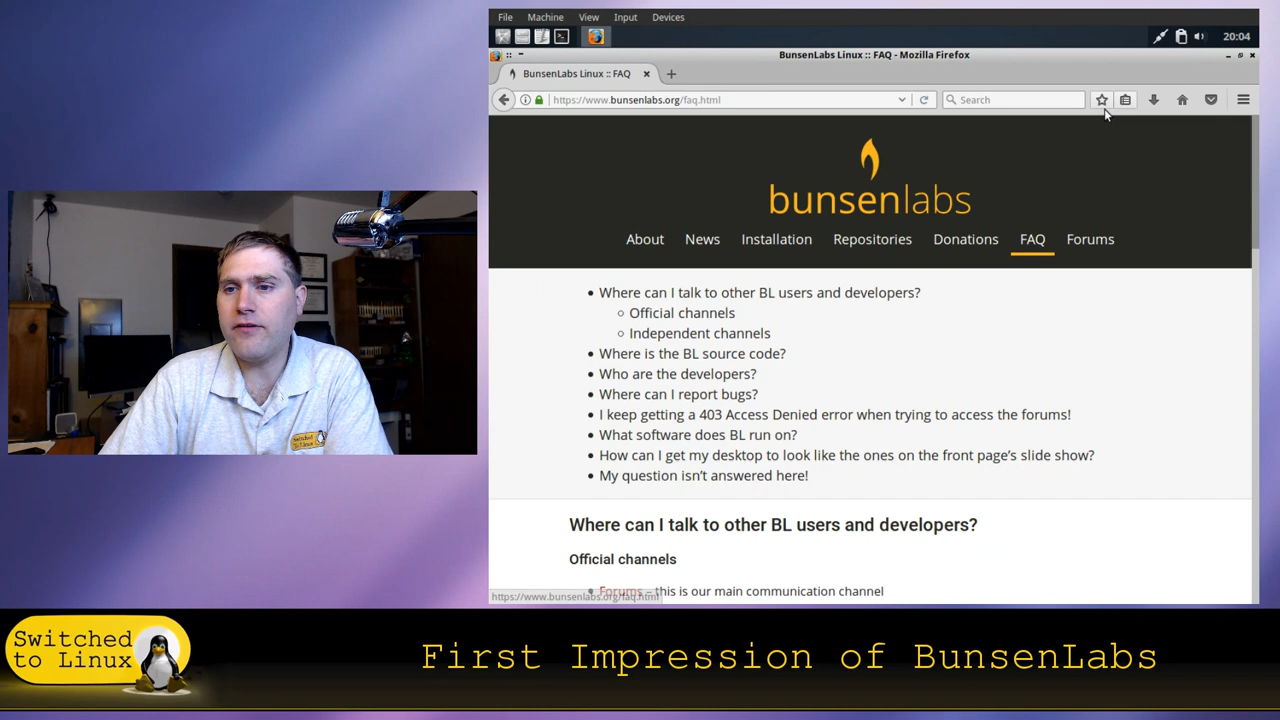 File Machine View Input Devices
20:04
BunsenLabs Linux :: FAQ - Mozilla Firefox
BunsenLabs Linux :: FAQ
https://www.bunsenlabs.org/faq.html
Search
bunsenlabs
About News Installation Repositories Donations FAQ Forums
• Where can I talk to other BL users and developers?
○ Official channels
○ Independent channels
• Where is the BL source code?
• Who are the developers?
• Where can I report bugs?
• I keep getting a 403 Access Denied error when trying to access the forums!
• What software does BL run on?
• How can I get my desktop to look like the ones on the front page's slide show?
• My question isn't answered here!
Where can I talk to other BL users and developers?
Official channels
• Forums – this is our main communication channel
https://www.bunsenlabs.org/faq.html
Switched
to Linux
Switched
to Linux
First Impression of BunsenLabs